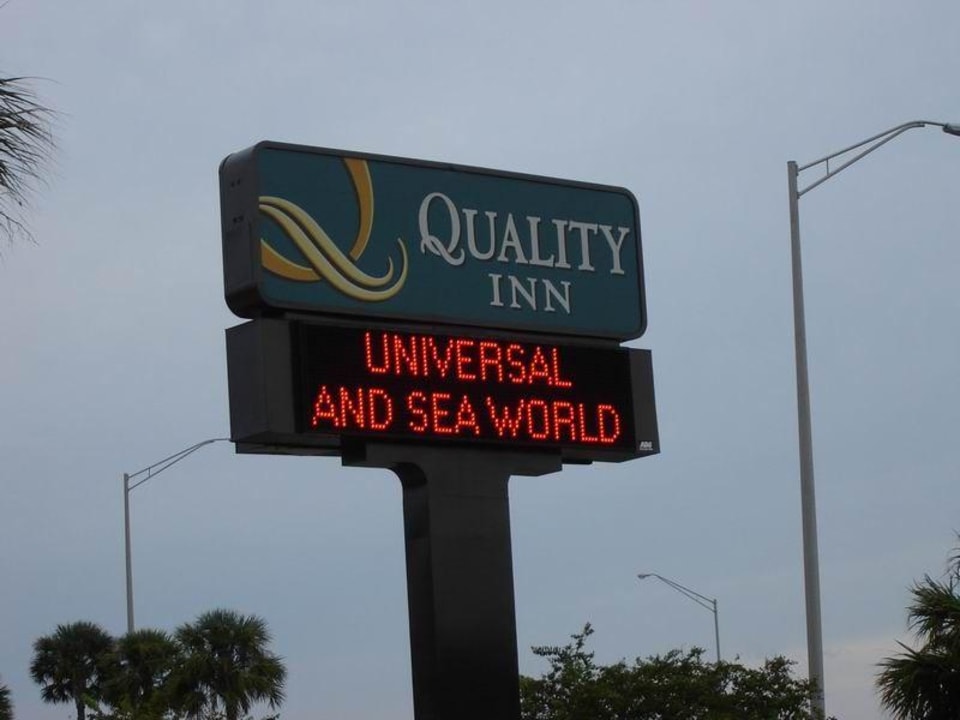 QUALITY
INN
UNIVERSAL
AND SEA WORLD